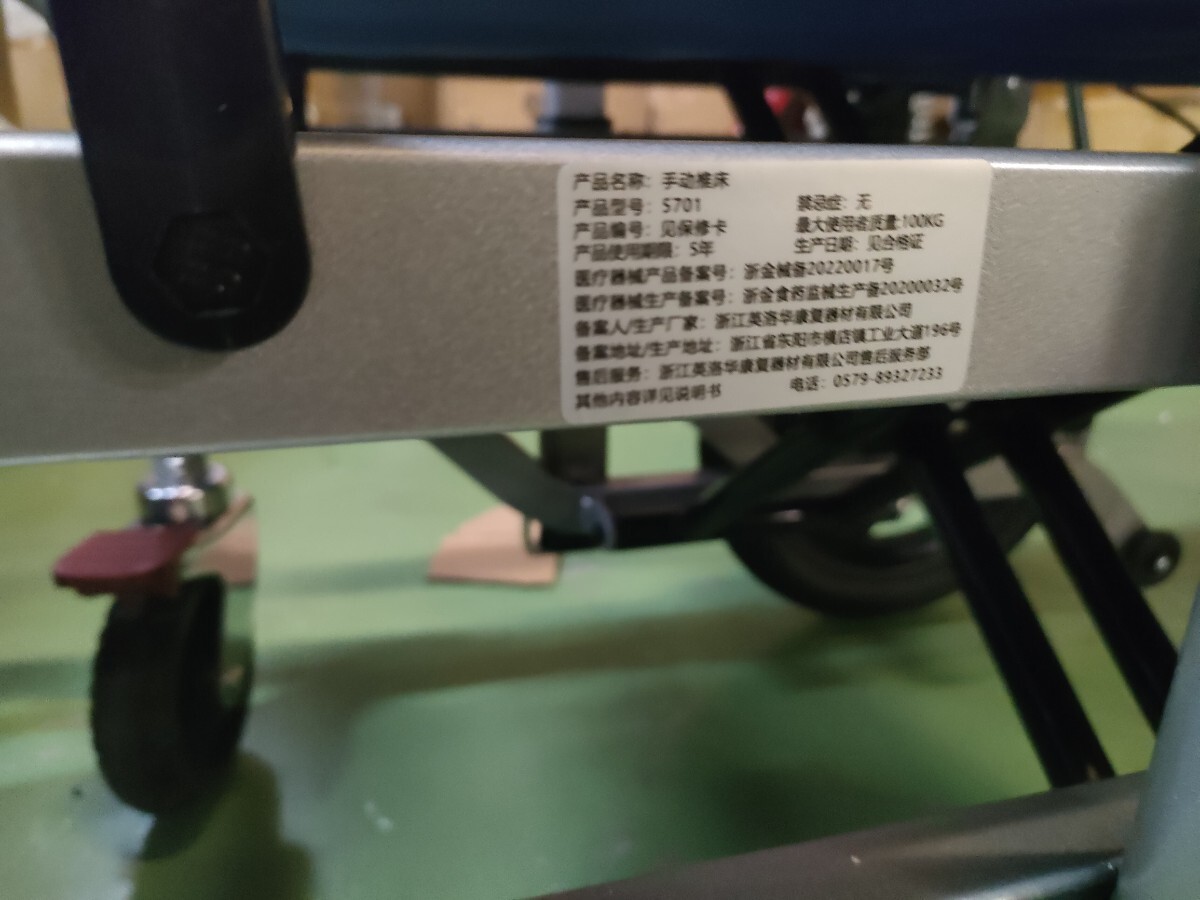 产品名称：手动推床
产品型号：5701 禁忌症：无
产品编号：见保修卡 最大使用者质量:100KG
产品使用期限：5年 生产日期：见合格证
医疗器械产品备案号：浙金械备20220017号
医疗器械生产备案号：浙金食药监械生产备20200032号
备案人/生产厂家：浙江英洛华康复器材有限公司
备案地址/生产地址：浙江省东阳市横店镇工业大道196号
售后服务：浙江英洛华康复器材有限公司售后服务部
其他内容详见说明书 电话：0579-89327233